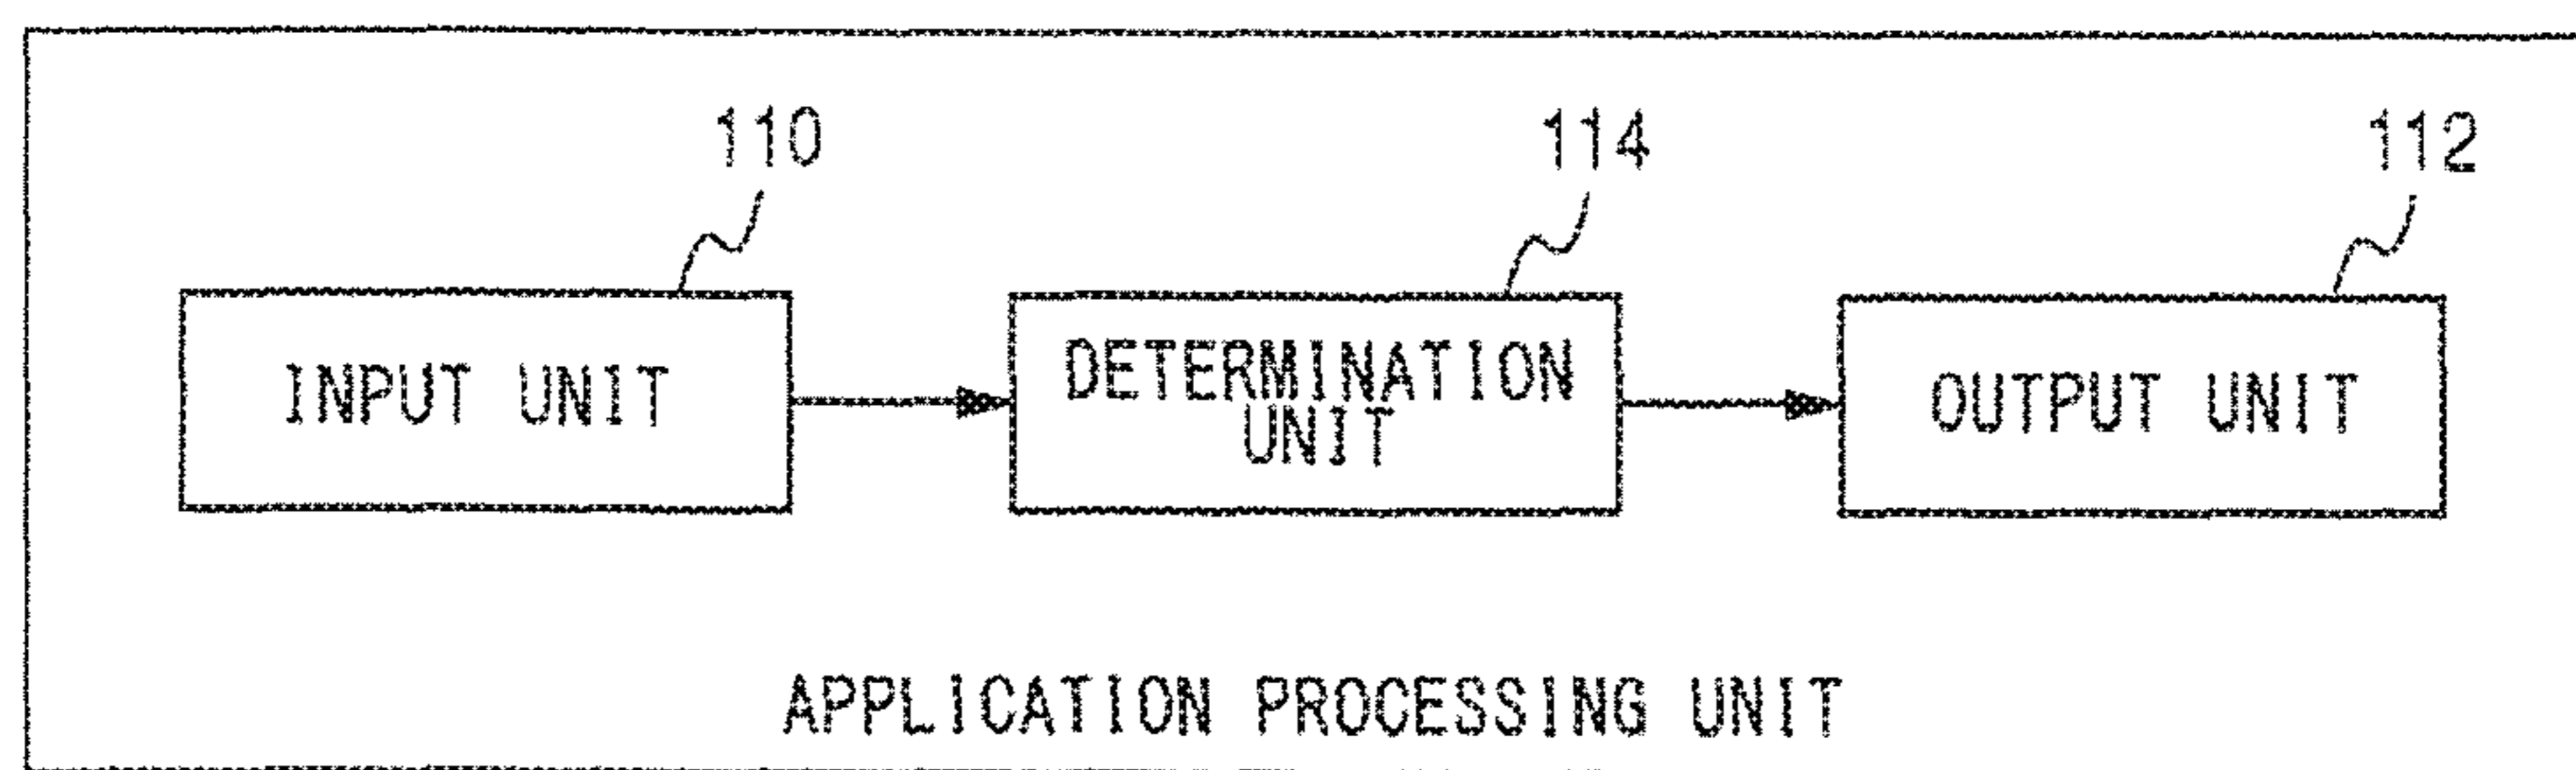 110
114
112
INPUT UNIT
DETERMINATION
UNIT
OUTPUT UNIT
APPLICATION PROCESSING UNIT